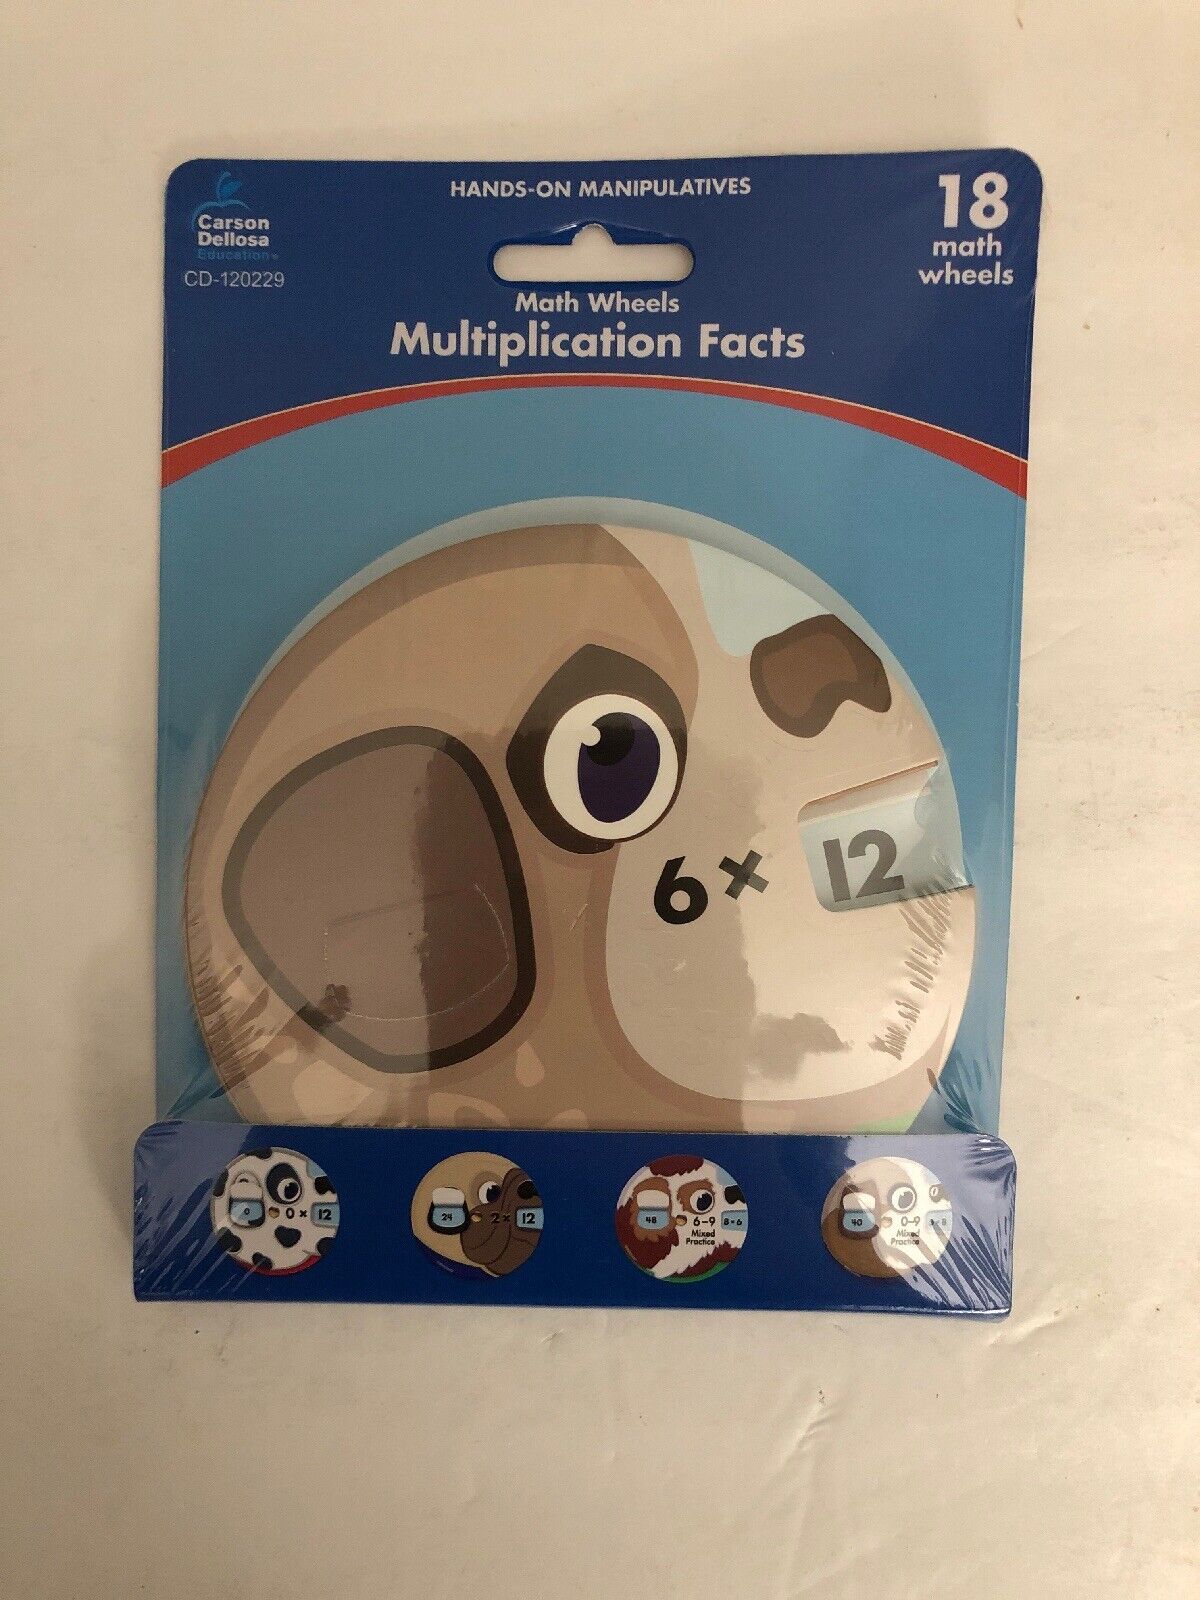 HANDS-ON MANIPULATIVES
Carson
Dellosa
Education
CD-120229
18
math
wheels
Math Wheels
Multiplication Facts
6 × 12
0 0 × 12
24 2 × 12
48 6-9 8×6
Mixed
Practice
40 0-9
Mixed
Practice